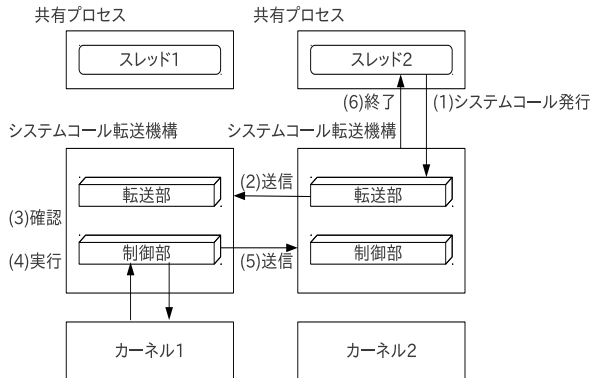 共有プロセス
共有プロセス
スレッド1
スレッド2
(6)終了
(1)システムコール発行
システムコール転送機構
システムコール転送機構
転送部
(2)送信
転送部
(3)確認
(4)実行
制御部
(5)送信
制御部
カーネル1
カーネル2